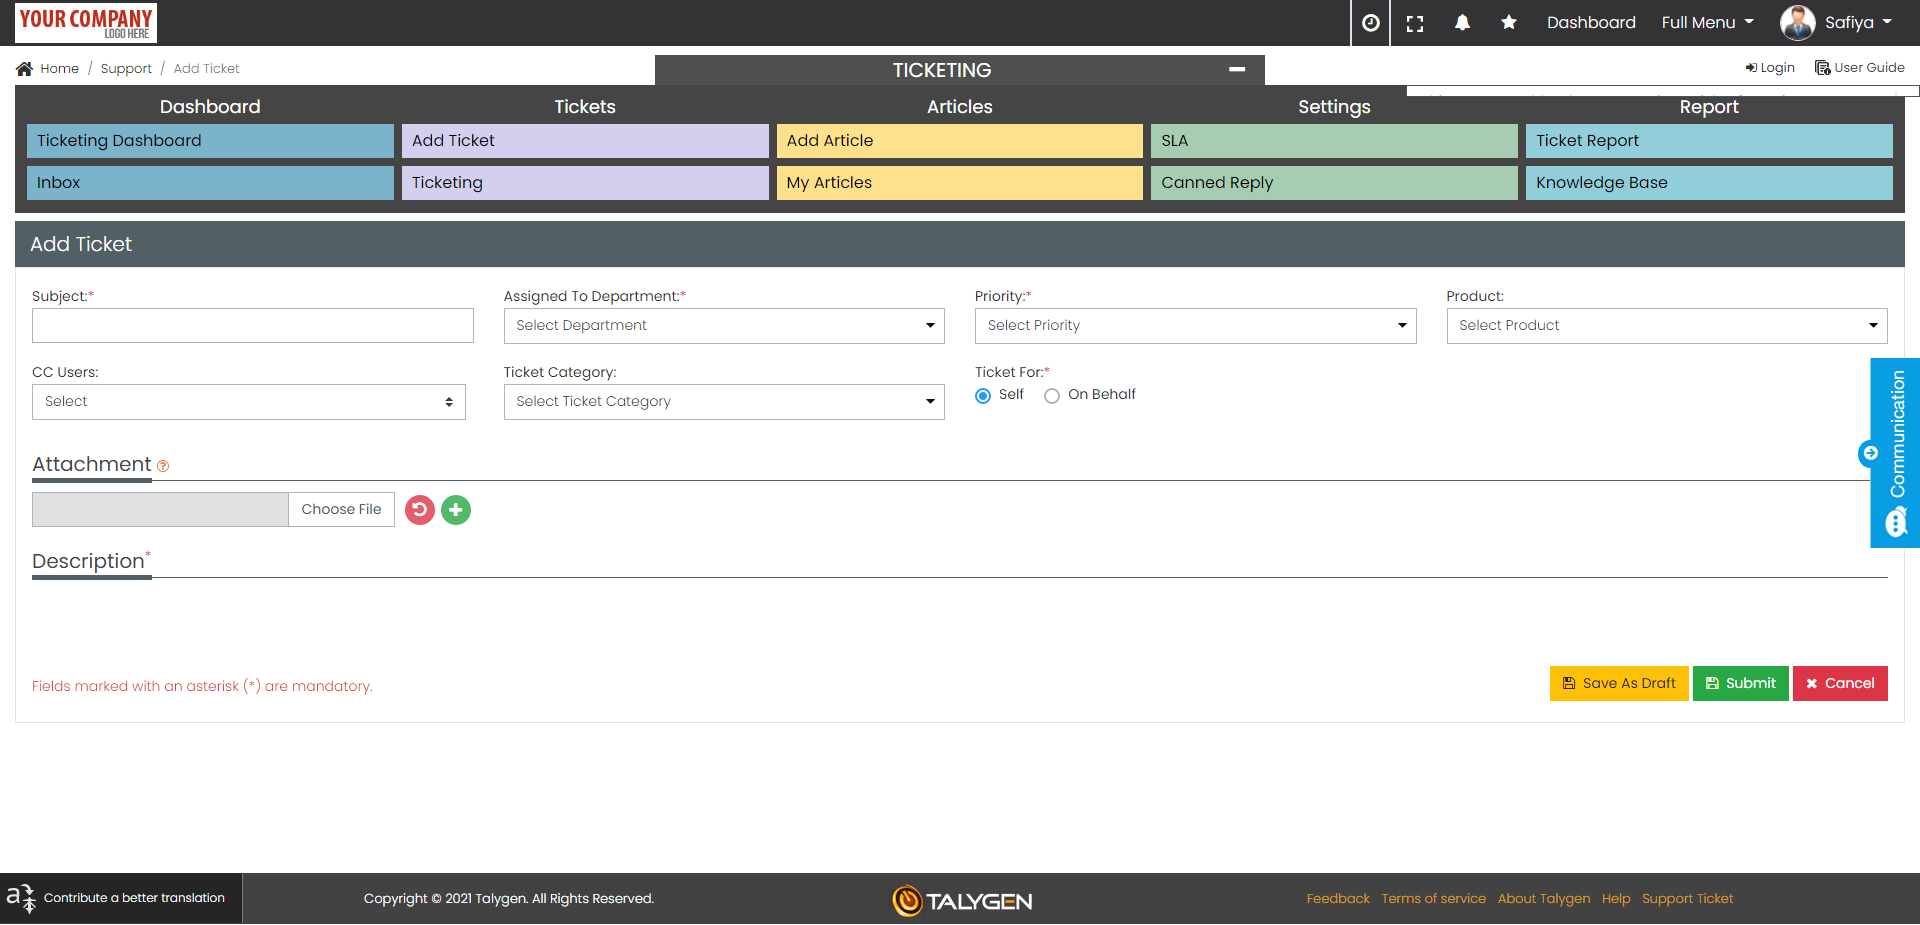 YOUR COMPANY
LOGO HERE
Dashboard Full Menu Safiya
Home / Support / Add Ticket
TICKETING
Login User Guide
Dashboard Tickets Articles Settings Report
Ticketing Dashboard Add Ticket Add Article SLA Ticket Report
Inbox Ticketing My Articles Canned Reply Knowledge Base
Add Ticket
Subject:* Assigned To Department:* Priority:* Product:
Select Department Select Priority Select Product
CC Users: Ticket Category: Ticket For:*
Select Select Ticket Category Self On Behalf
Communication
Attachment ?
Choose File
Description*
Fields marked with an asterisk (*) are mandatory.
Save As Draft Submit Cancel
Contribute a better translation
Copyright © 2021 Talygen. All Rights Reserved.
TALYGEN
Feedback Terms of service About Talygen Help Support Ticket